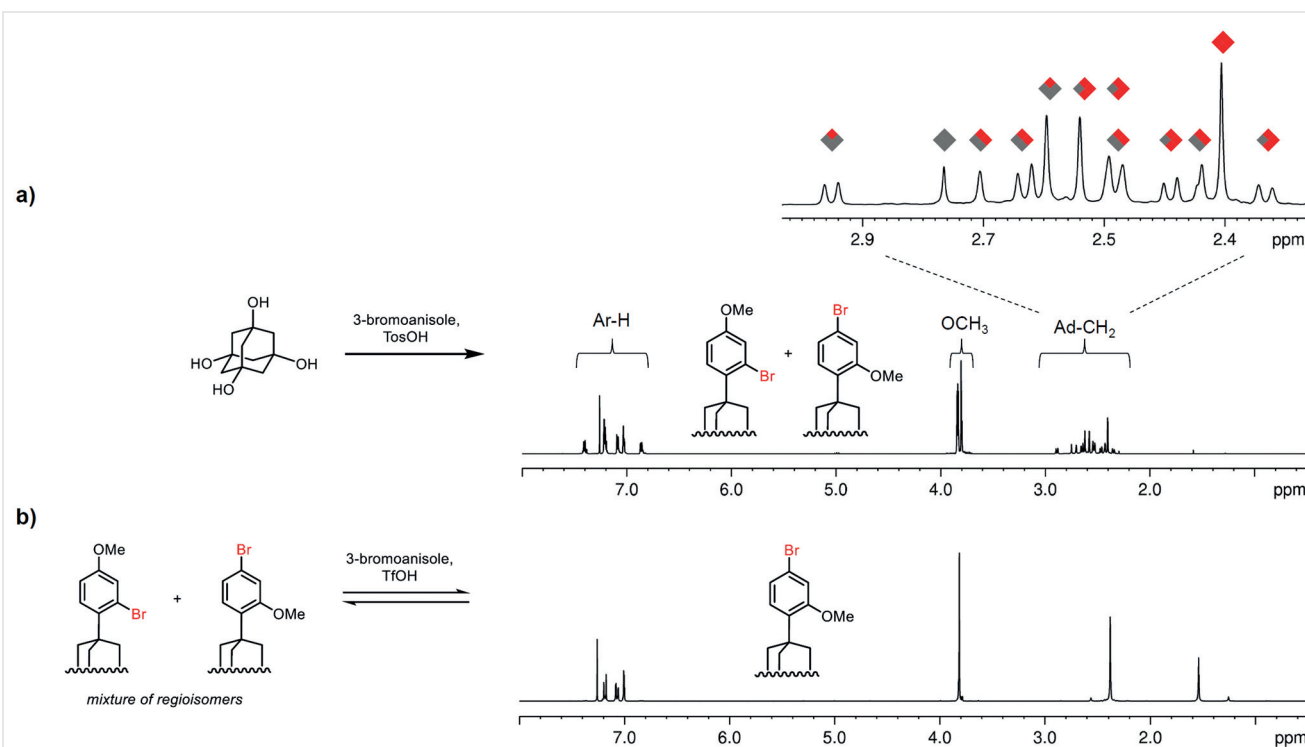 a)
2.9 2.7 2.5 2.4 ppm
OH
OH
OH
HO
3-bromoanisole,
TosOH
Ar-H
OMe
Br
Br
OMe
+
OCH3
Ad-CH2
7.0 6.0 5.0 4.0 3.0 2.0 ppm
b)
OMe
Br
+
Br
OMe
mixture of regioisomers
3-bromoanisole,
TfOH
Br
OMe
7.0 6.0 5.0 4.0 3.0 2.0 ppm